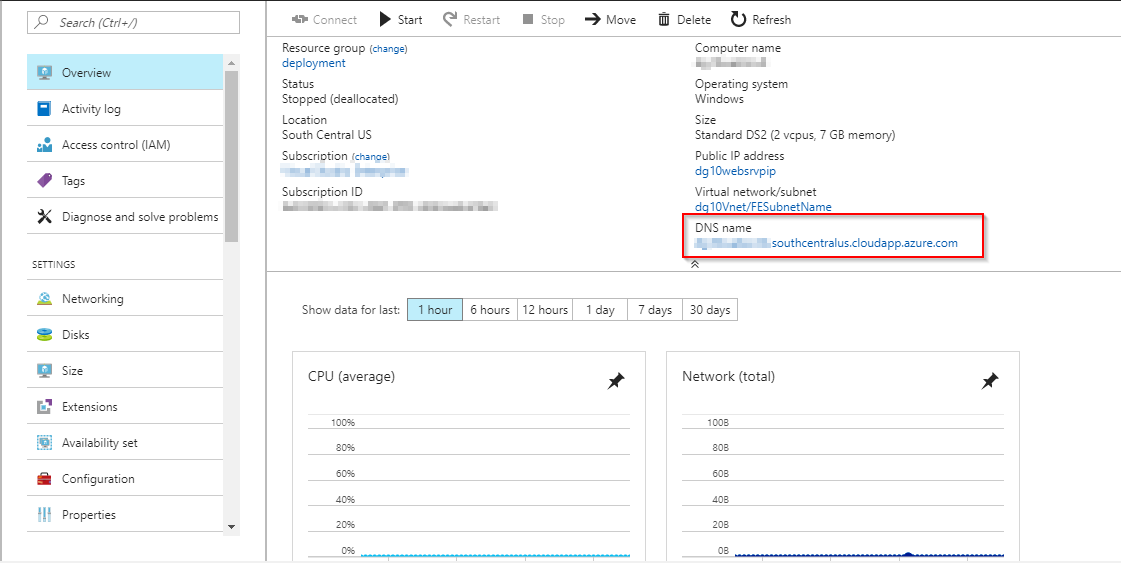 Search (Ctrl+/)
Overview
Activity log
Access control (IAM)
Tags
Diagnose and solve problems
SETTINGS
Networking
Disks
Size
Extensions
Availability set
Configuration
Properties
Connect
Start
Restart
Stop
Move
Delete
Refresh
Resource group (change)
deployment
Status
Stopped (deallocated)
Location
South Central US
Subscription (change)
Subscription ID
Computer name
Operating system
Windows
Size
Standard DS2 (2 vcpus, 7 GB memory)
Public IP address
dg10websrvpip
Virtual network/subnet
dg10Vnet/FESubnetName
DNS name
.southcentralus.cloudapp.azure.com
Show data for last:
1 hour
6 hours
12 hours
1 day
7 days
30 days
CPU (average)
100%
80%
60%
40%
20%
0%
Network (total)
100B
80B
60B
40B
20B
0B